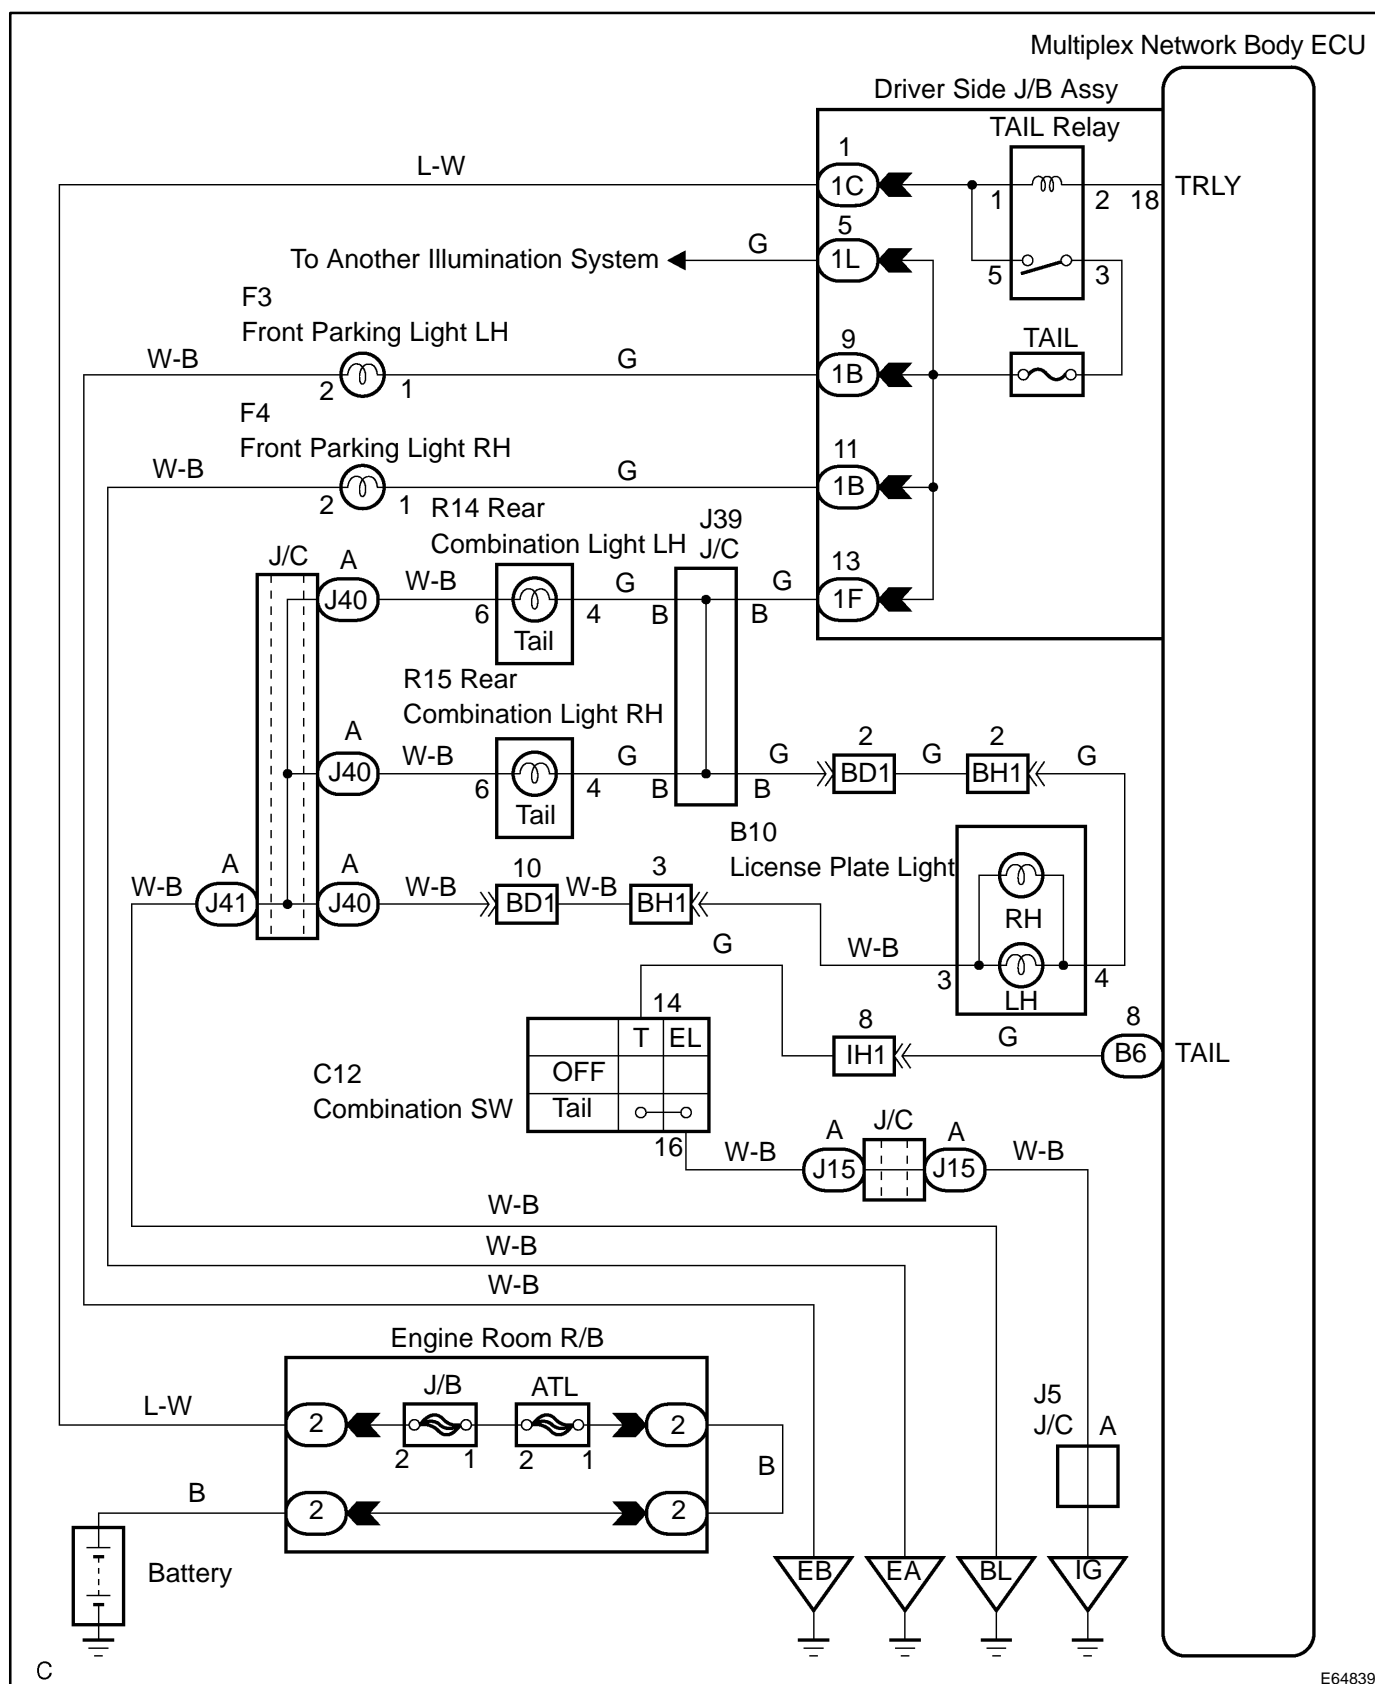 Multiplex Network Body ECU
Driver Side J/B Assy
TAIL Relay
1
L-W
1C
1
2
18
TRLY
5
G
To Another Illumination System
1L
5
3
F3
Front Parking Light LH
9
TAIL
W-B
G
1B
2
1
F4
Front Parking Light RH
11
W-B
G
1B
2
1
R14 Rear
Combination Light LH
J39
J/C
J/C
A
13
W-B
G
G
J40
1F
6
4
B
B
Tail
R15 Rear
Combination Light RH
A
2
2
W-B
G
G
G
G
J40
BD1
BH1
6
4
B
B
Tail
B10
License Plate Light
A
A
10
3
W-B
W-B
W-B
J41
J40
BD1
BH1
RH
G
W-B
3
4
LH
14
8
8
T
EL
G
IH1
B6
TAIL
OFF
C12
Combination SW
Tail
J/C
A
A
16
W-B
W-B
J15
J15
W-B
W-B
W-B
Engine Room R/B
J/B
ATL
J5
J/C
A
L-W
2
2
2
1
2
1
B
B
2
2
Battery
EB
EA
BL
IG
C
E64839